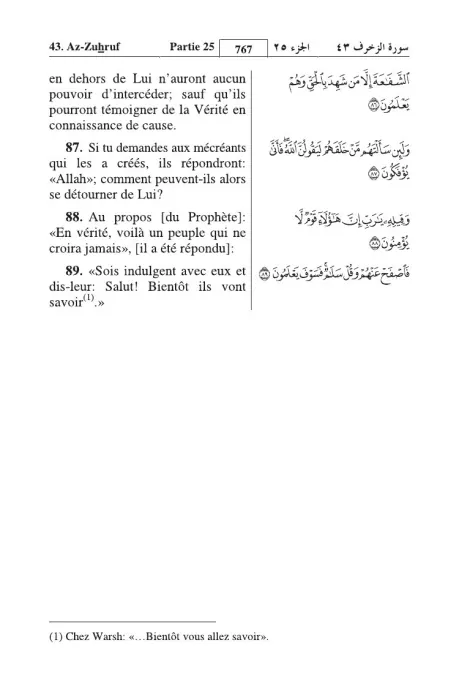 43. Az-Zuhruf Partie 25 767 الجزء ٢٥ سورة الزخرف ٤٣
en dehors de Lui n’auront aucun
pouvoir d’intercéder; sauf qu’ils
pourront témoigner de la Vérité en
connaissance de cause.
87. Si tu demandes aux mécréants
qui les a créés, ils répondront:
«Allah»; comment peuvent-ils alors
se détourner de Lui?
88. Au propos [du Prophète]:
«En vérité, voilà un peuple qui ne
croira jamais», [il a été répondu]:
89. «Sois indulgent avec eux et
dis-leur: Salut! Bientôt ils vont
savoir(1).»
ٱلشَّفَٰعَةَ إِلَّا مَن شَهِدَ بِٱلْحَقِّ وَهُمْ
يَعْلَمُونَ ٨٦
وَلَئِن سَأَلْتَهُم مَّنْ خَلَقَهُمْ لَيَقُولُنَّ ٱللَّهُ ۖ فَأَنَّىٰ
يُؤْفَكُونَ ٨٧
وَقِيلِهِۦ يَٰرَبِّ إِنَّ هَٰٓؤُلَآءِ قَوْمٌ لَّا
يُؤْمِنُونَ ٨٨
فَٱصْفَحْ عَنْهُمْ وَقُلْ سَلَٰمٌ ۚ فَسَوْفَ يَعْلَمُونَ ٨٩
(1) Chez Warsh: «…Bientôt vous allez savoir».